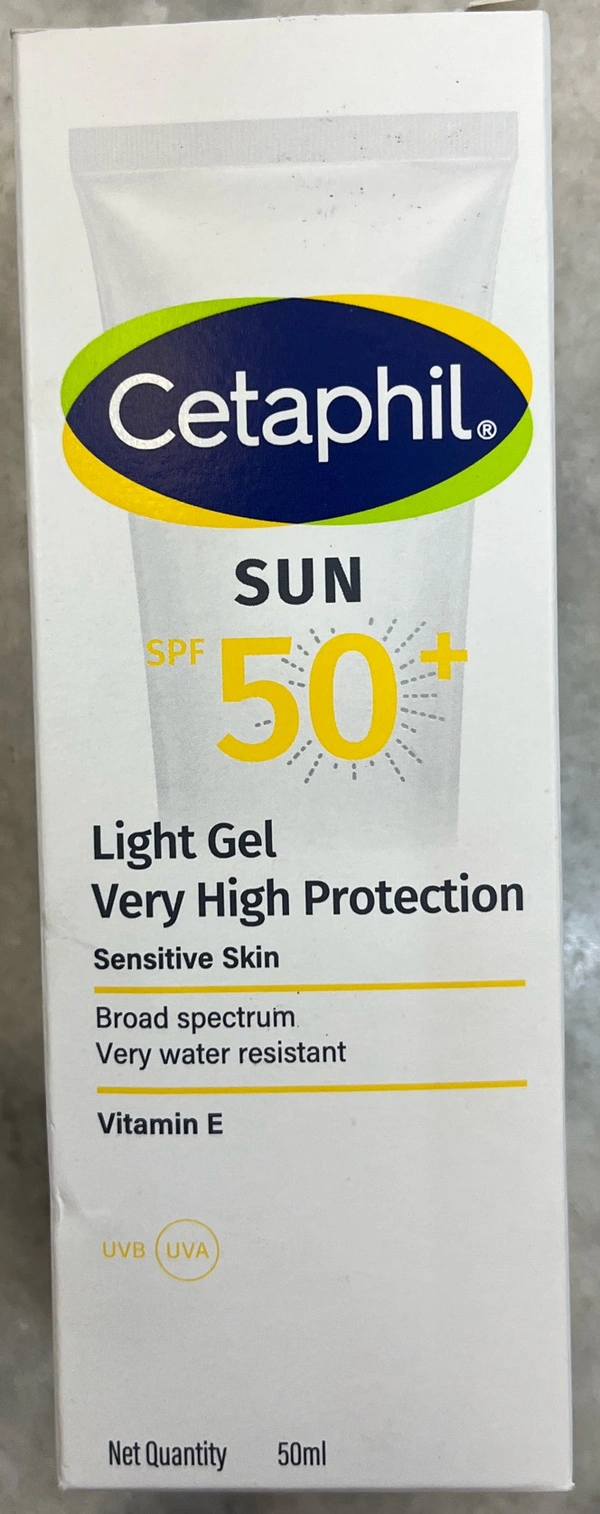 Cetaphil®
SUN
SPF 50+
Light Gel
Very High Protection
Sensitive Skin
Broad spectrum
Very water resistant
Vitamin E
UVB UVA
Net Quantity 50ml